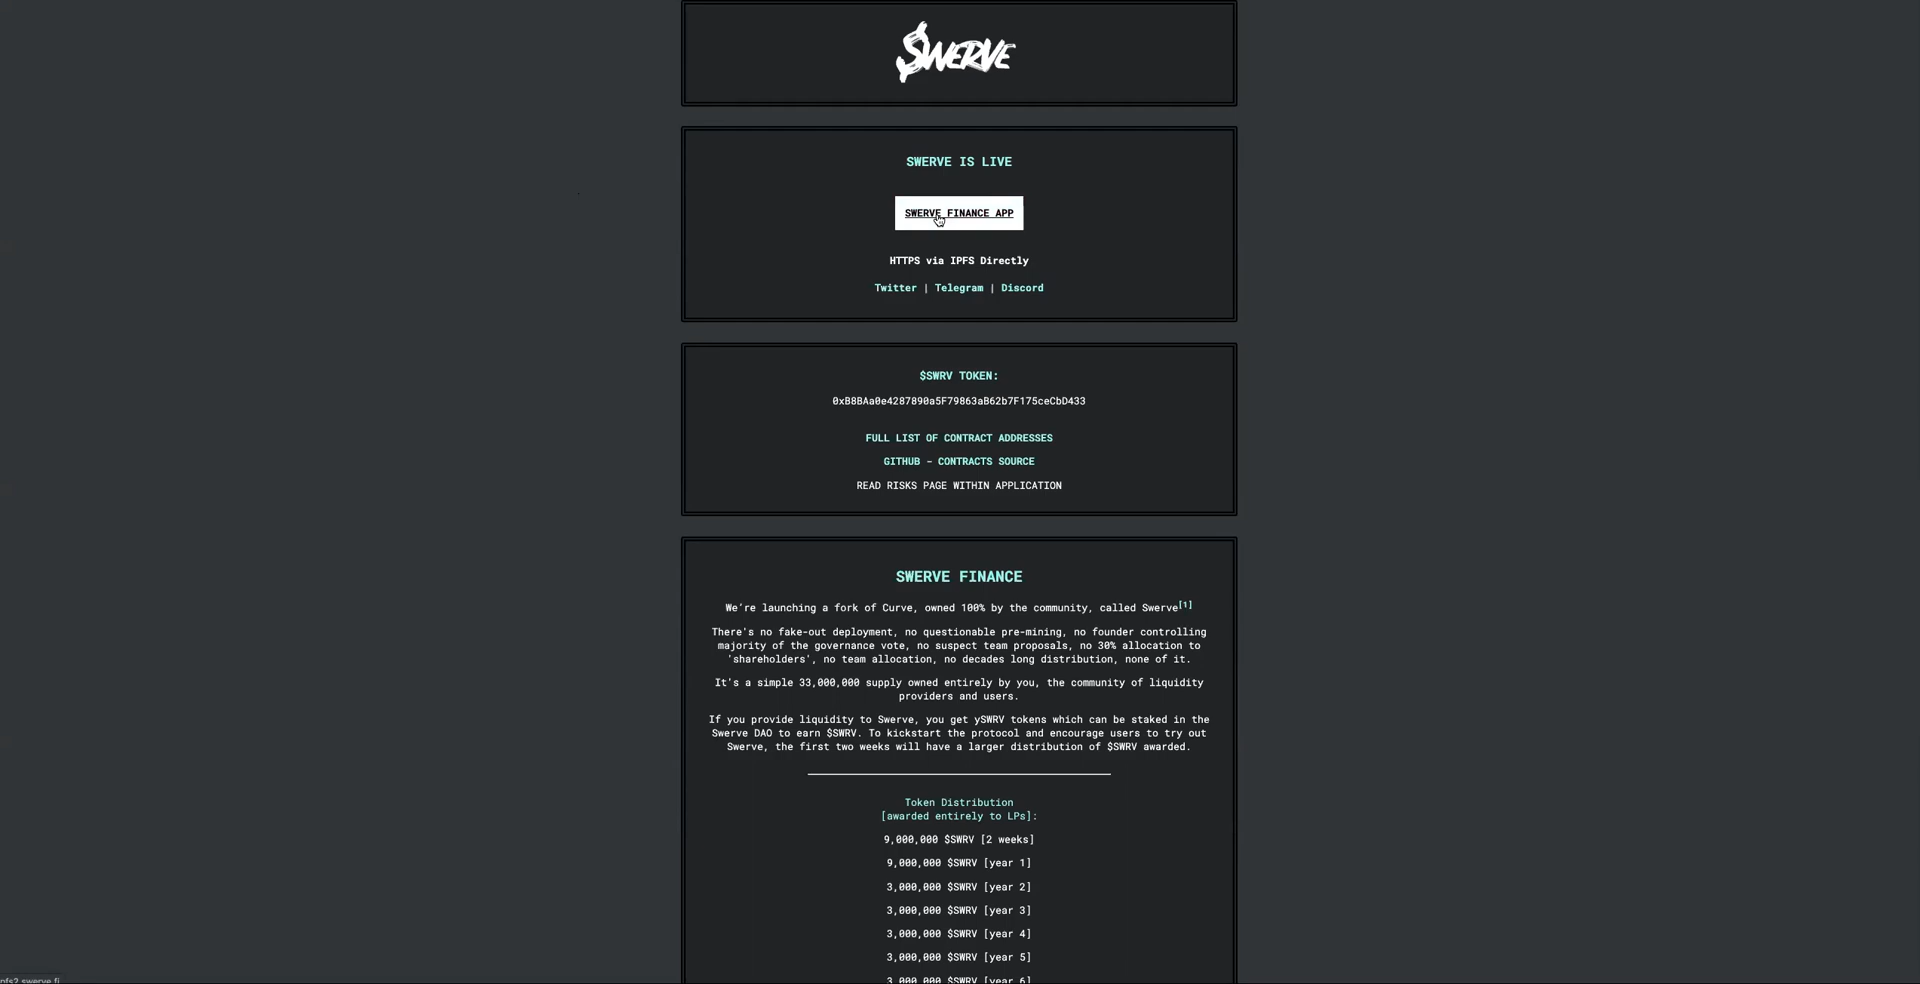 $WERVE
SWERVE IS LIVE
SWERVE FINANCE APP
HTTPS via IPFS Directly
Twitter | Telegram | Discord
$SWRV TOKEN:
0xB8BAa0e4287890a5F79863aB62b7F175ceCbD433
FULL LIST OF CONTRACT ADDRESSES
GITHUB - CONTRACTS SOURCE
READ RISKS PAGE WITHIN APPLICATION
SWERVE FINANCE
We're launching a fork of Curve, owned 100% by the community, called Swerve[1]
There's no fake-out deployment, no questionable pre-mining, no founder controlling
majority of the governance vote, no suspect team proposals, no 30% allocation to
'shareholders', no team allocation, no decades long distribution, none of it.
It's a simple 33,000,000 supply owned entirely by you, the community of liquidity
providers and users.
If you provide liquidity to Swerve, you get ySWRV tokens which can be staked in the
Swerve DAO to earn $SWRV. To kickstart the protocol and encourage users to try out
Swerve, the first two weeks will have a larger distribution of $SWRV awarded.
Token Distribution
[awarded entirely to LPs]:
9,000,000 $SWRV [2 weeks]
9,000,000 $SWRV [year 1]
3,000,000 $SWRV [year 2]
3,000,000 $SWRV [year 3]
3,000,000 $SWRV [year 4]
3,000,000 $SWRV [year 5]
3,000,000 $SWRV [year 6]